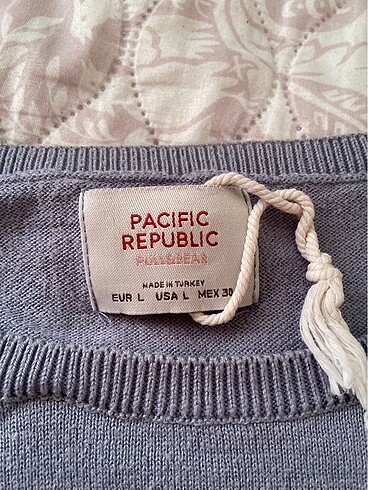 PACIFIC
REPUBLIC
PULL&BEAR
MADE IN TURKEY
EUR L USA L MEX 30